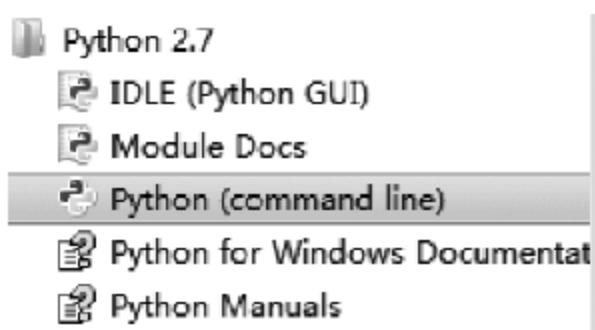 Python 2.7
IDLE (Python GUI)
Module Docs
Python (command line)
Python for Windows Documentat
Python Manuals